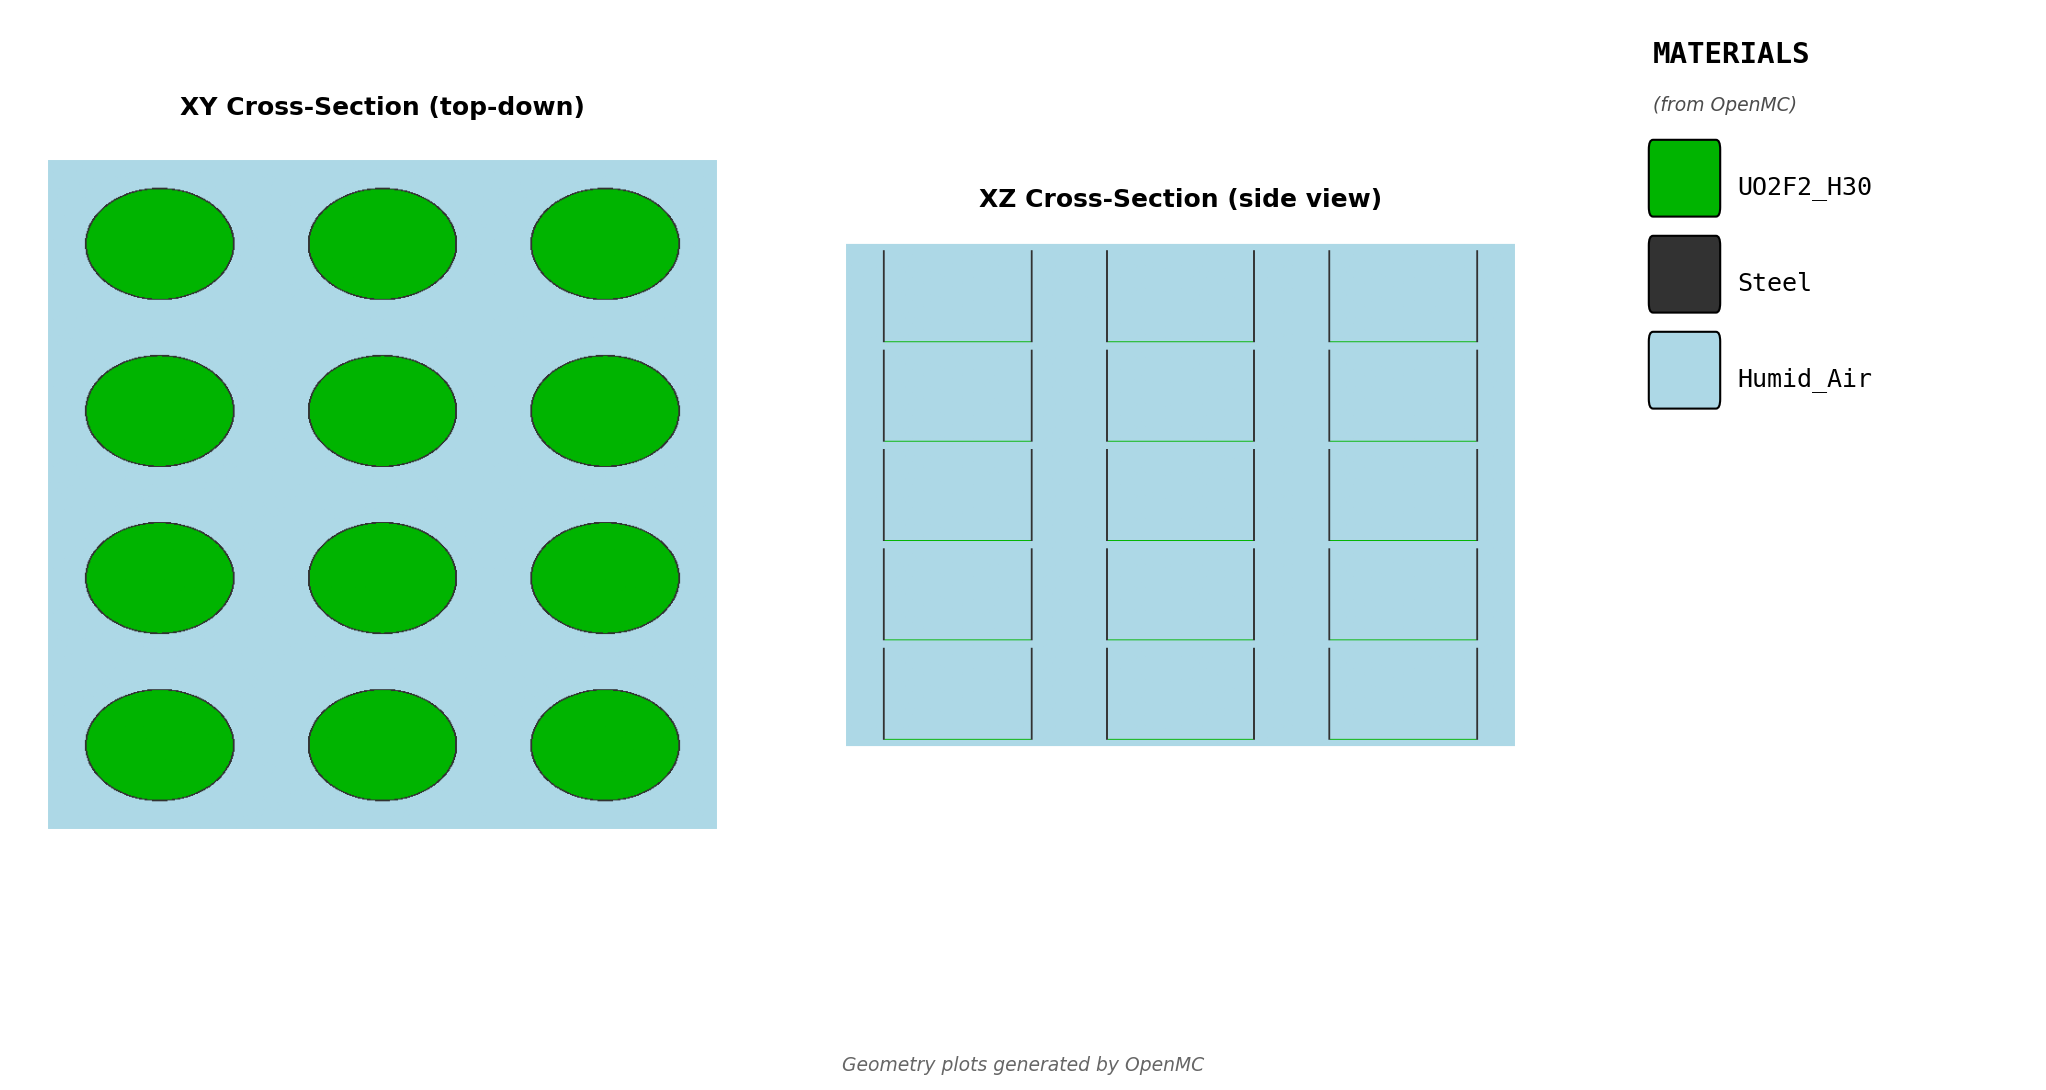 XY Cross-Section (top-down)
XZ Cross-Section (side view)
MATERIALS
(from OpenMC)
UO2F2_H30
Steel
Humid_Air
Geometry plots generated by OpenMC